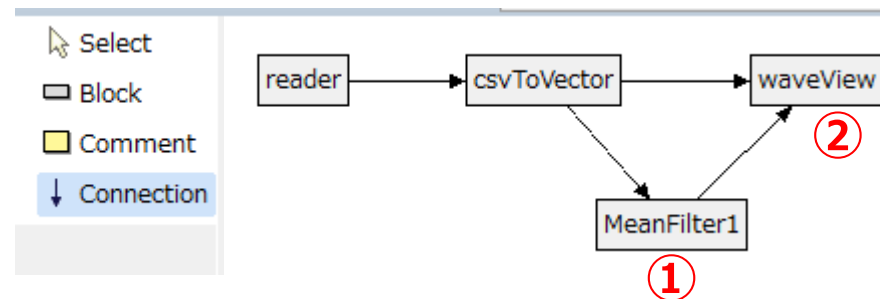 Select
Block
Comment
Connection
reader
csvToVector
waveView
②
MeanFilter1
①